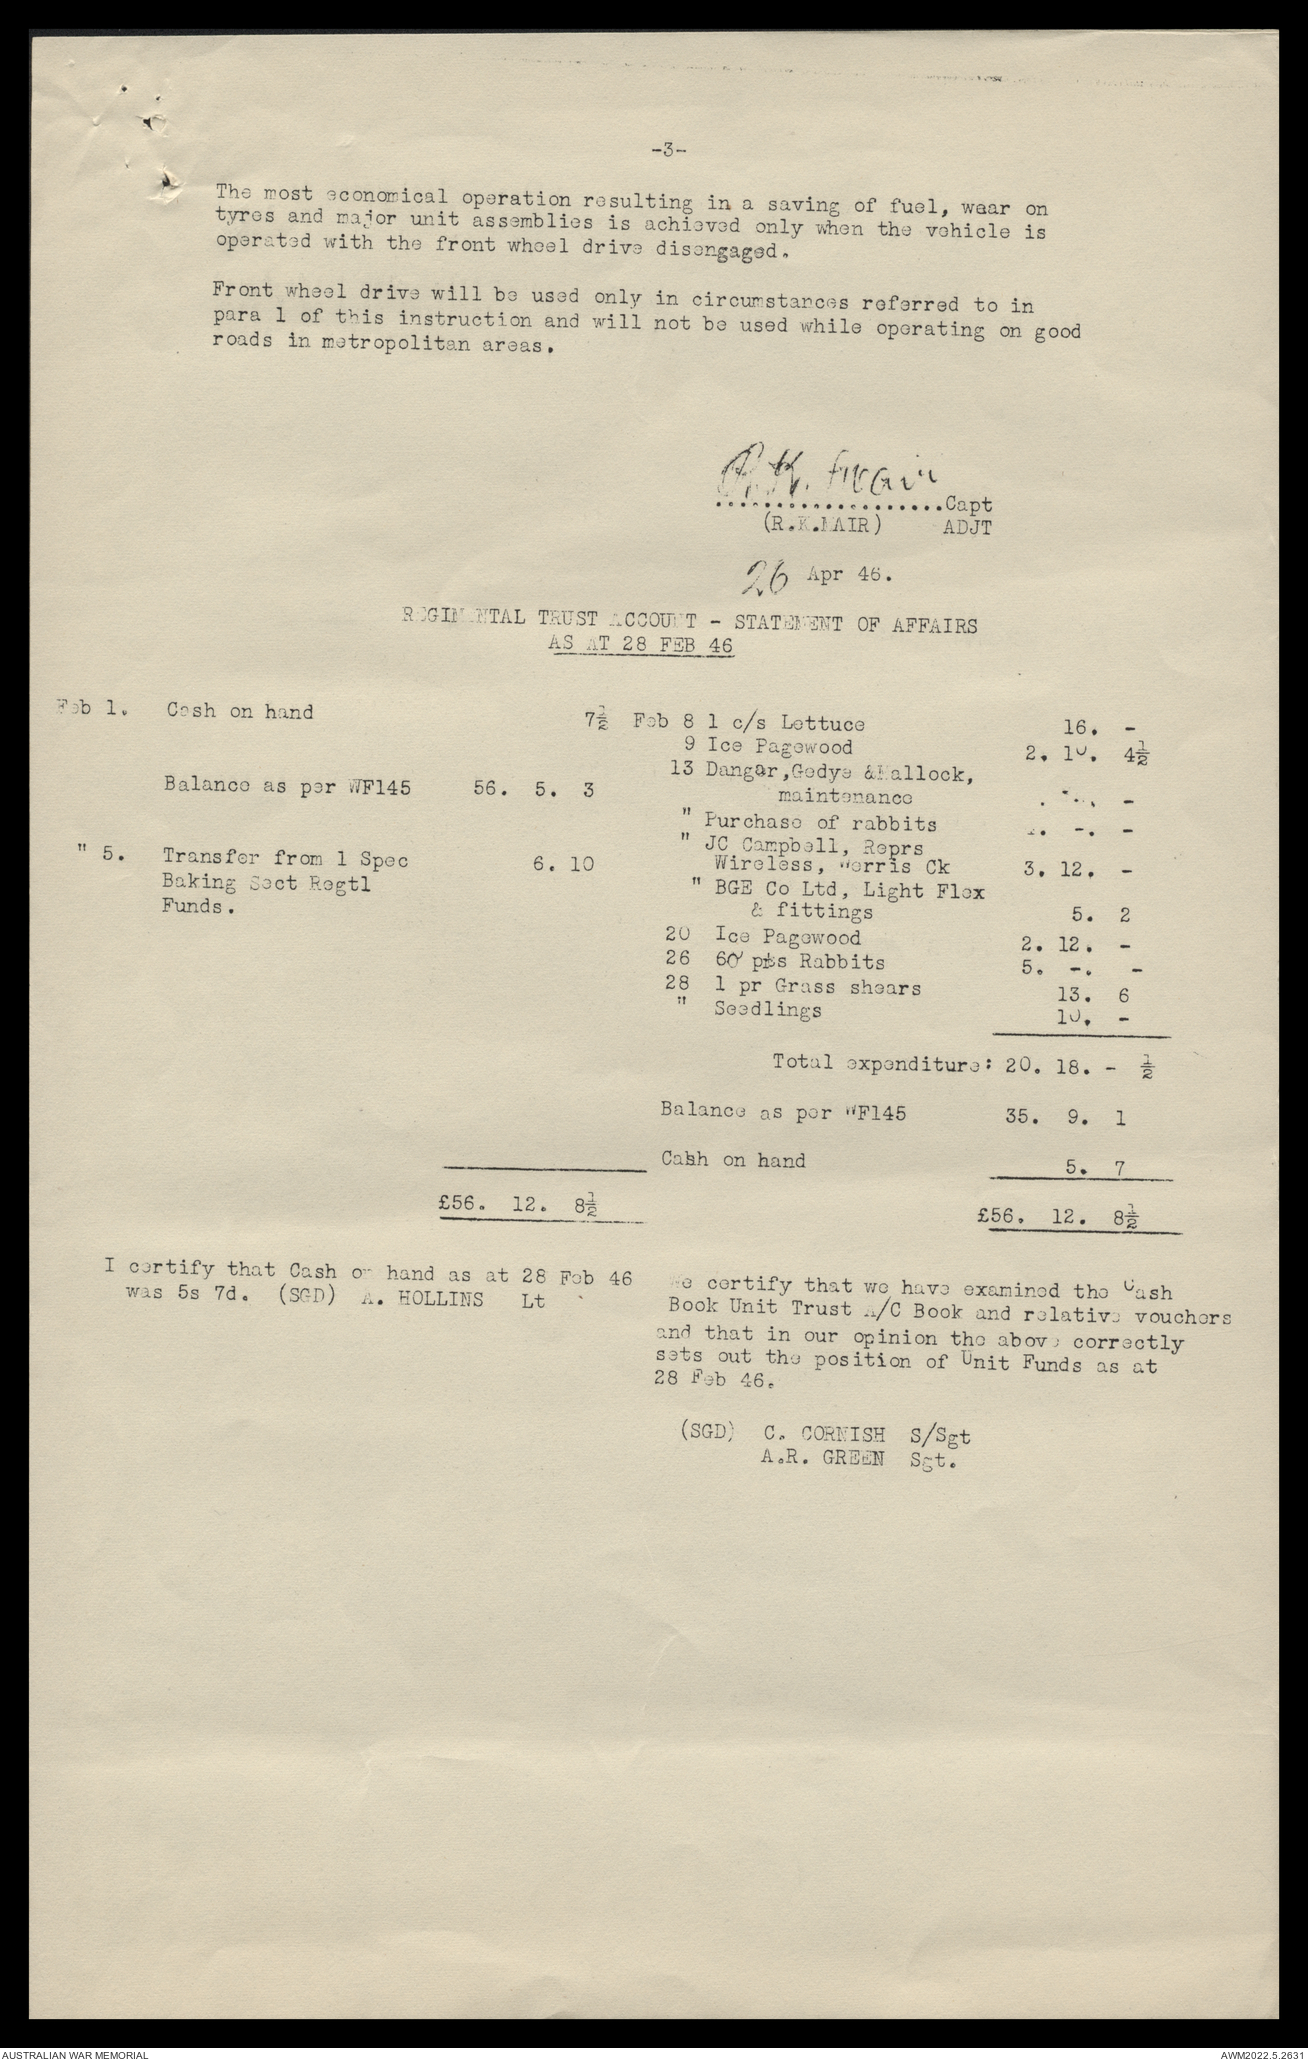 -3-
The most economical operation resulting in a saving of fuel, wear on
tyres and major unit assemblies is achieved only when the vehicle is
operated with the front wheel drive disengaged.
Front wheel drive will be used only in circumstances referred to in
para 1 of this instruction and will not be used while operating on good
roads in metropolitan areas.
....................Capt
(R.K.NAIR) ADJT
26 Apr 46.
REGIMENTAL TRUST ACCOUNT - STATEMENT OF AFFAIRS
AS AT 28 FEB 46
Feb 1. Cash on hand 7½
Balance as per WF145 56. 5. 3
" 5. Transfer from 1 Spec 6. 10
Baking Sect Regtl
Funds.
£56. 12. 8½
Feb 8 1 c/s Lettuce 16. -
9 Ice Pagewood 2. 10. 4½
13 Dangar,Gedye & Mallock,
maintenance -
" Purchase of rabbits -. -
" JC Campbell, Reprs
Wireless, Werris Ck 3. 12. -
" BGE Co Ltd, Light Flex
& fittings 5. 2
20 Ice Pagewood 2. 12. -
26 60 prs Rabbits 5. -. -
28 1 pr Grass shears 13. 6
" Seedlings 10. -
Total expenditure: 20. 18. - ½
Balance as per WF145 35. 9. 1
Cash on hand 5. 7
£56. 12. 8½
I certify that Cash on hand as at 28 Feb 46
was 5s 7d. (SGD) A. HOLLINS Lt
We certify that we have examined the Cash
Book Unit Trust A/C Book and relative vouchers
and that in our opinion the above correctly
sets out the position of Unit Funds as at
28 Feb 46.
(SGD) C. CORNISH S/Sgt
A.R. GREEN Sgt.
AUSTRALIAN WAR MEMORIAL AWM2022.5.2631